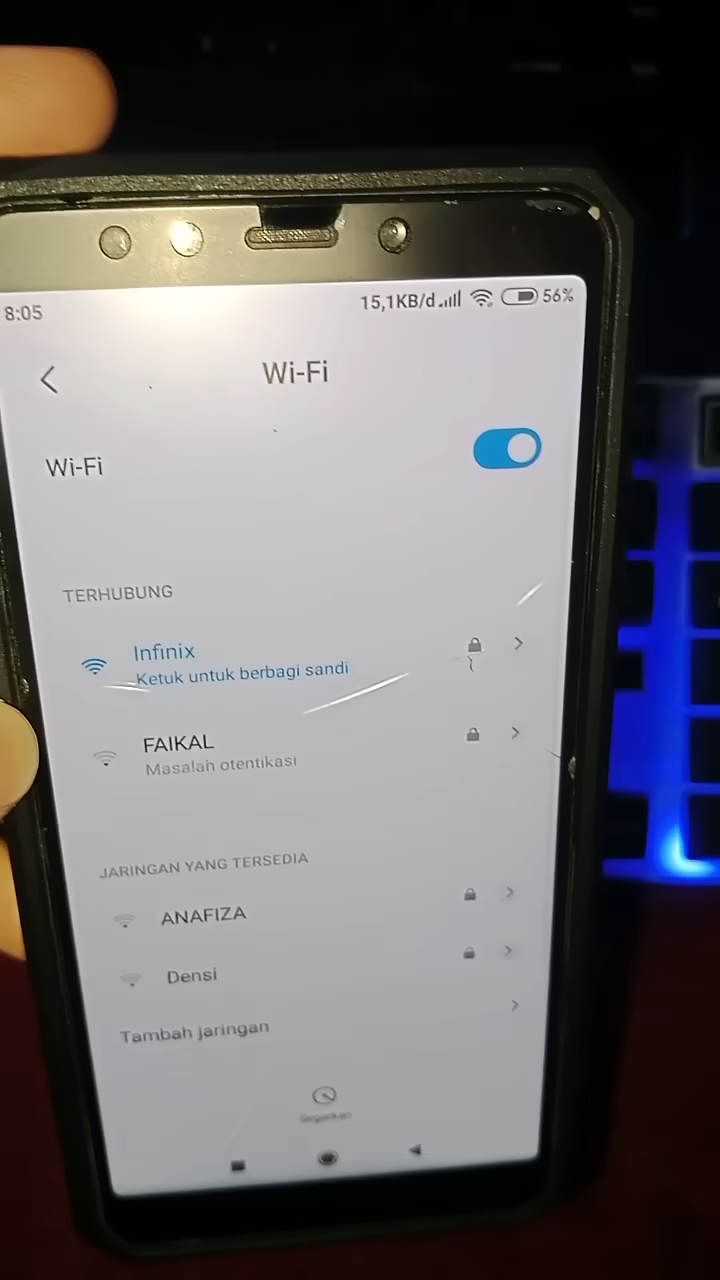 8:05
15,1KB/d 56%
Wi-Fi
Wi-Fi
TERHUBUNG
Infinix
Ketuk untuk berbagi sandi
FAIKAL
Masalah otentikasi
JARINGAN YANG TERSEDIA
ANAFIZA
Densi
Tambah jaringan